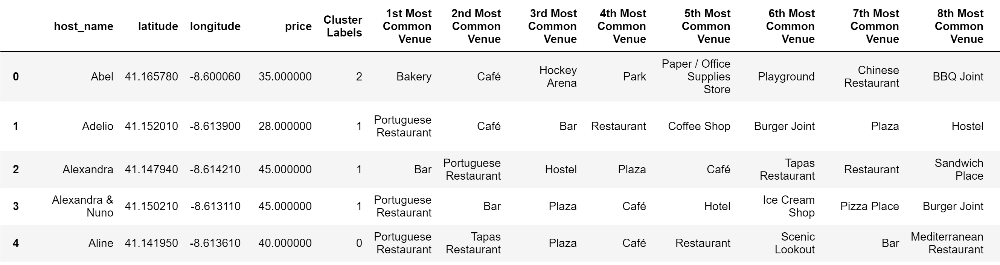 host_name latitude longitude price Cluster Labels 1st Most Common Venue 2nd Most Common Venue 3rd Most Common Venue 4th Most Common Venue 5th Most Common Venue 6th Most Common Venue 7th Most Common Venue 8th Most Common Venue
0 Abel 41.165780 -8.600060 35.000000 2 Bakery Café Hockey Arena Park Paper / Office Supplies Store Playground Chinese Restaurant BBQ Joint
1 Adelio 41.152010 -8.613900 28.000000 1 Portuguese Restaurant Café Bar Restaurant Coffee Shop Burger Joint Plaza Hostel
2 Alexandra 41.147940 -8.614210 45.000000 1 Bar Portuguese Restaurant Hostel Plaza Café Tapas Restaurant Restaurant Sandwich Place
3 Alexandra & Nuno 41.150210 -8.613110 45.000000 1 Portuguese Restaurant Bar Plaza Café Hotel Ice Cream Shop Pizza Place Burger Joint
4 Aline 41.141950 -8.613610 40.000000 0 Portuguese Restaurant Tapas Restaurant Plaza Café Restaurant Scenic Lookout Bar Mediterranean Restaurant